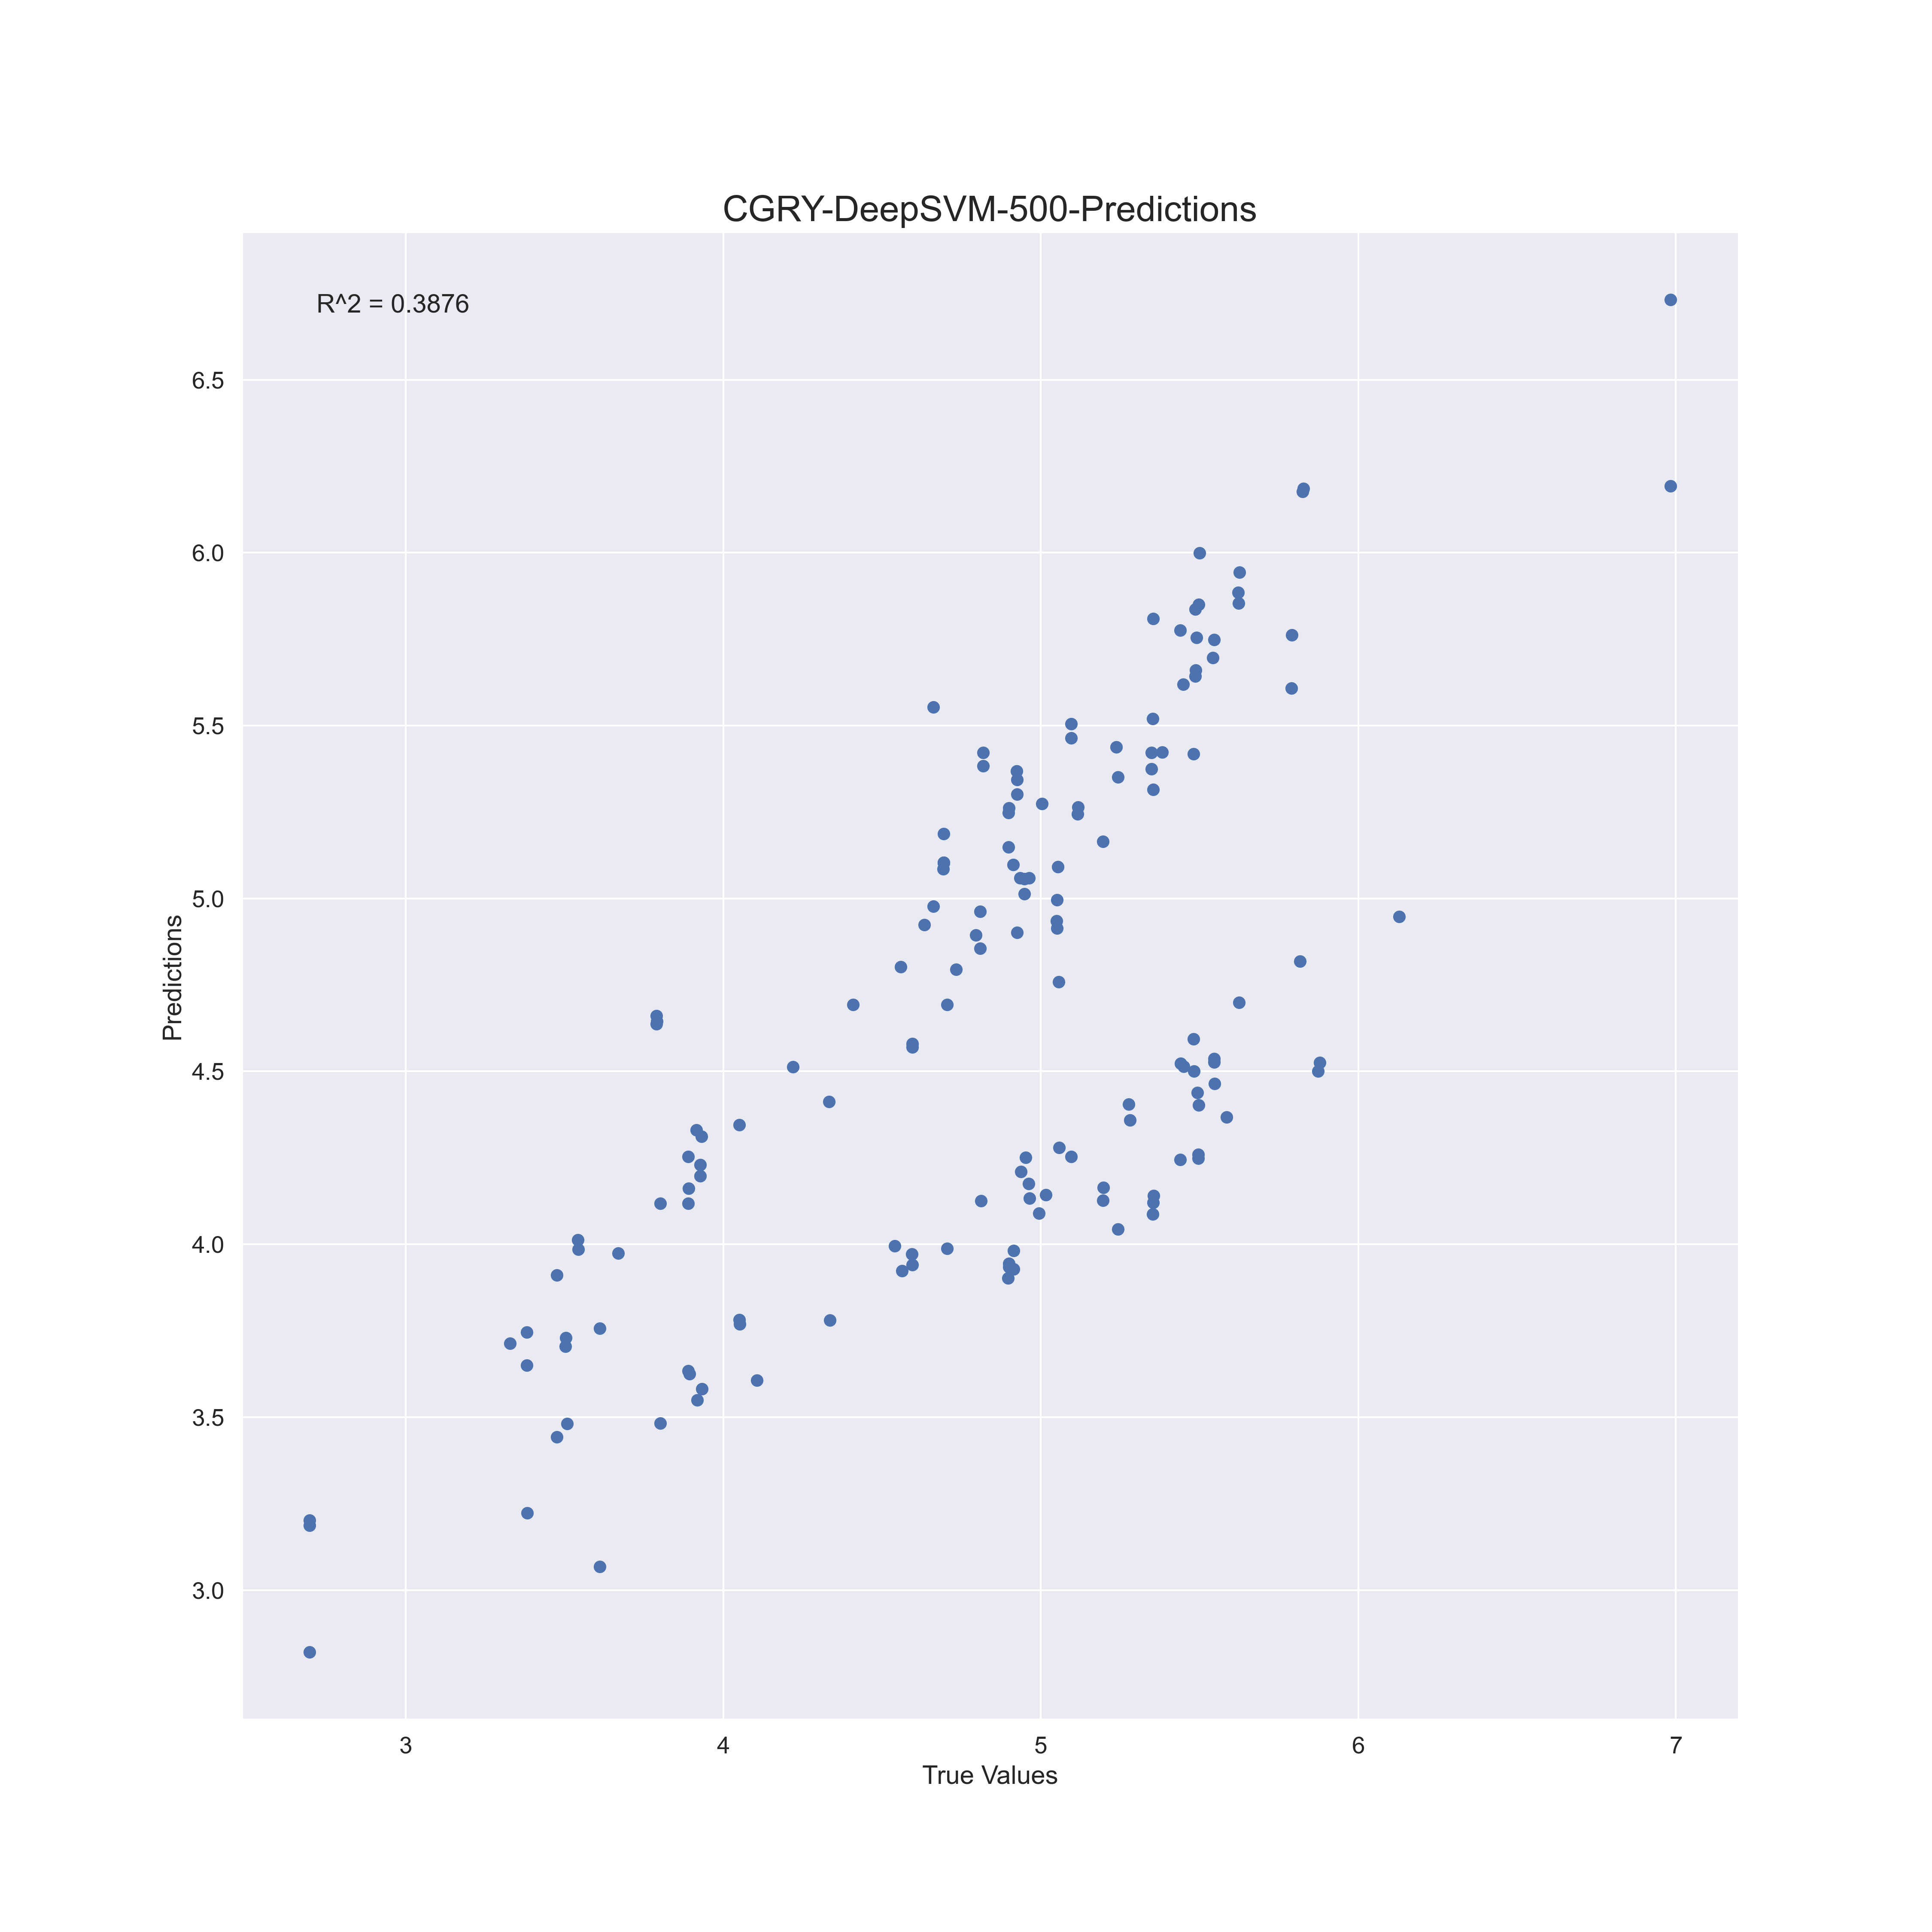 CGRY-DeepSVM-500-Predictions
R^2 = 0.3876
6.5
6.0
5.5
5.0
4.5
4.0
3.5
3.0
Predictions
3 4 5 6 7
True Values